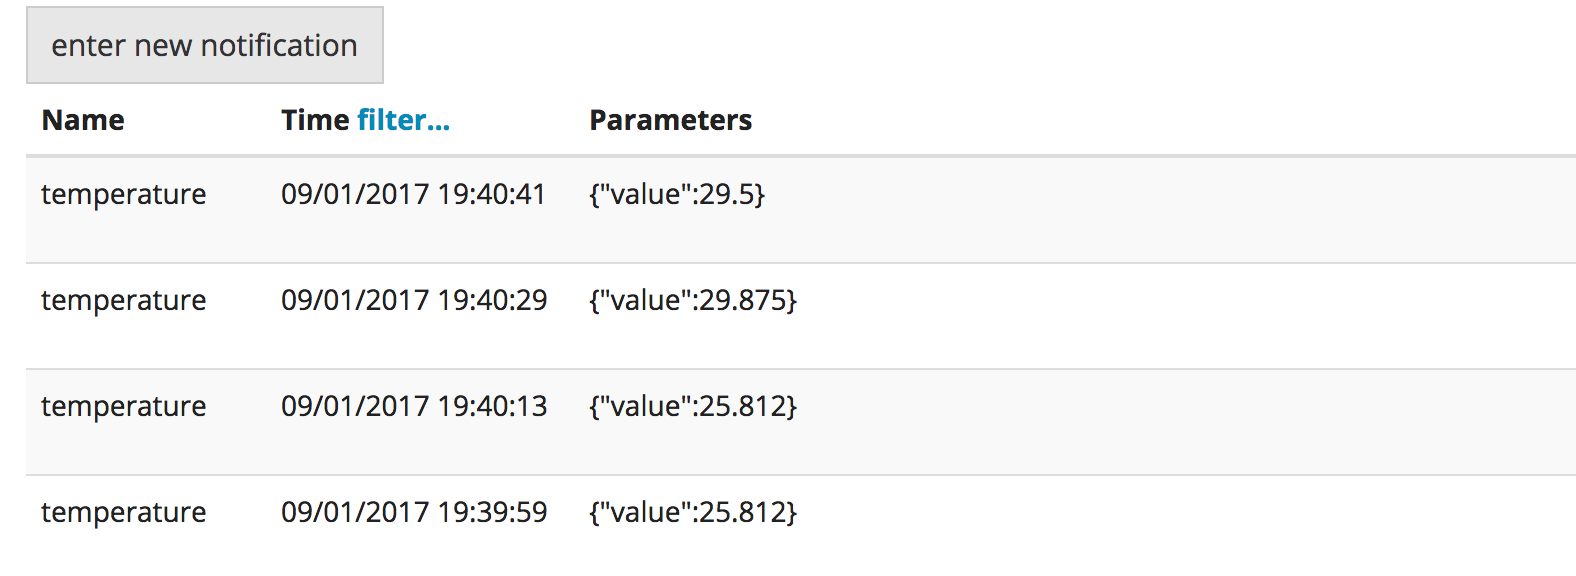 enter new notification
Name Time filter... Parameters
temperature 09/01/2017 19:40:41 {"value":29.5}
temperature 09/01/2017 19:40:29 {"value":29.875}
temperature 09/01/2017 19:40:13 {"value":25.812}
temperature 09/01/2017 19:39:59 {"value":25.812}